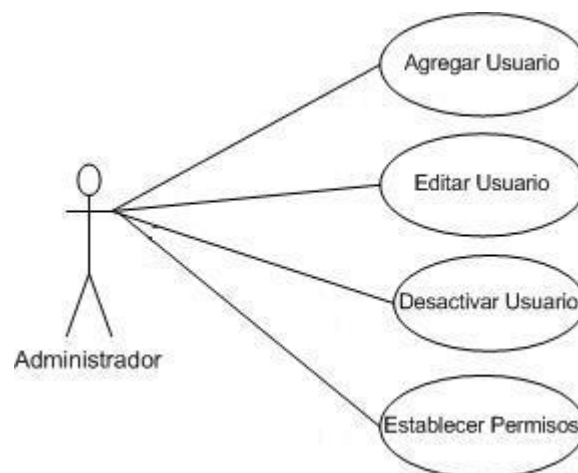 Agregar Usuario
Editar Usuario
Desactivar Usuario
Administrador
Establecer Permisos